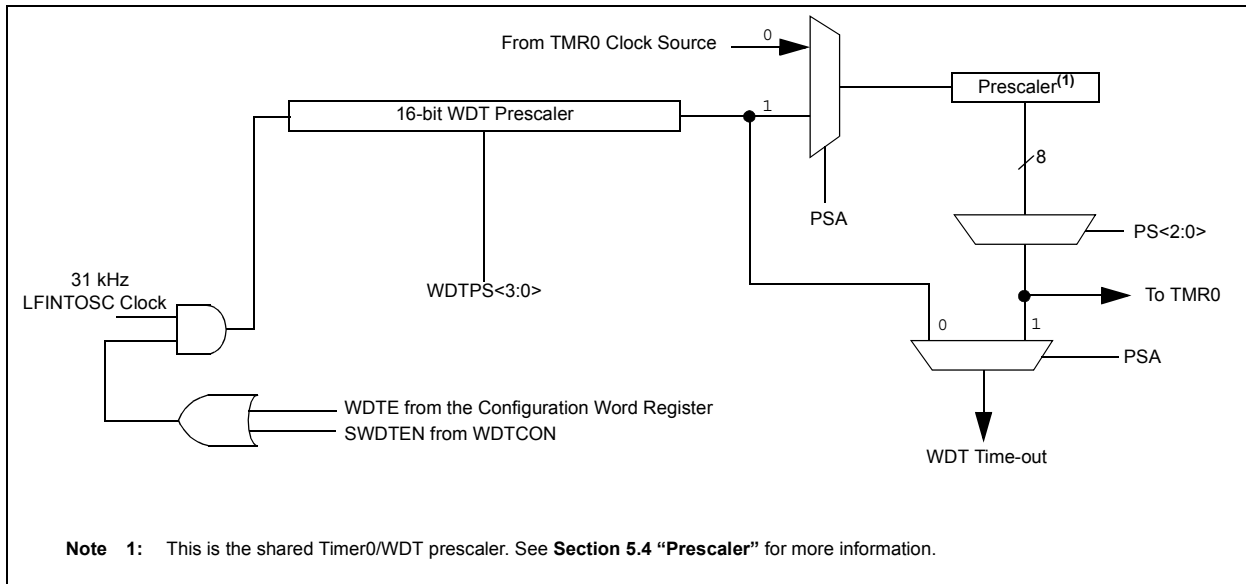 From TMR0 Clock Source
0
Prescaler(1)
16-bit WDT Prescaler
1
8
PSA
PS<2:0>
31 kHz
LFINTOSC Clock
WDTPS<3:0>
To TMR0
0
1
PSA
WDTE from the Configuration Word Register
SWDTEN from WDTCON
WDT Time-out
Note 1: This is the shared Timer0/WDT prescaler. See Section 5.4 “Prescaler” for more information.